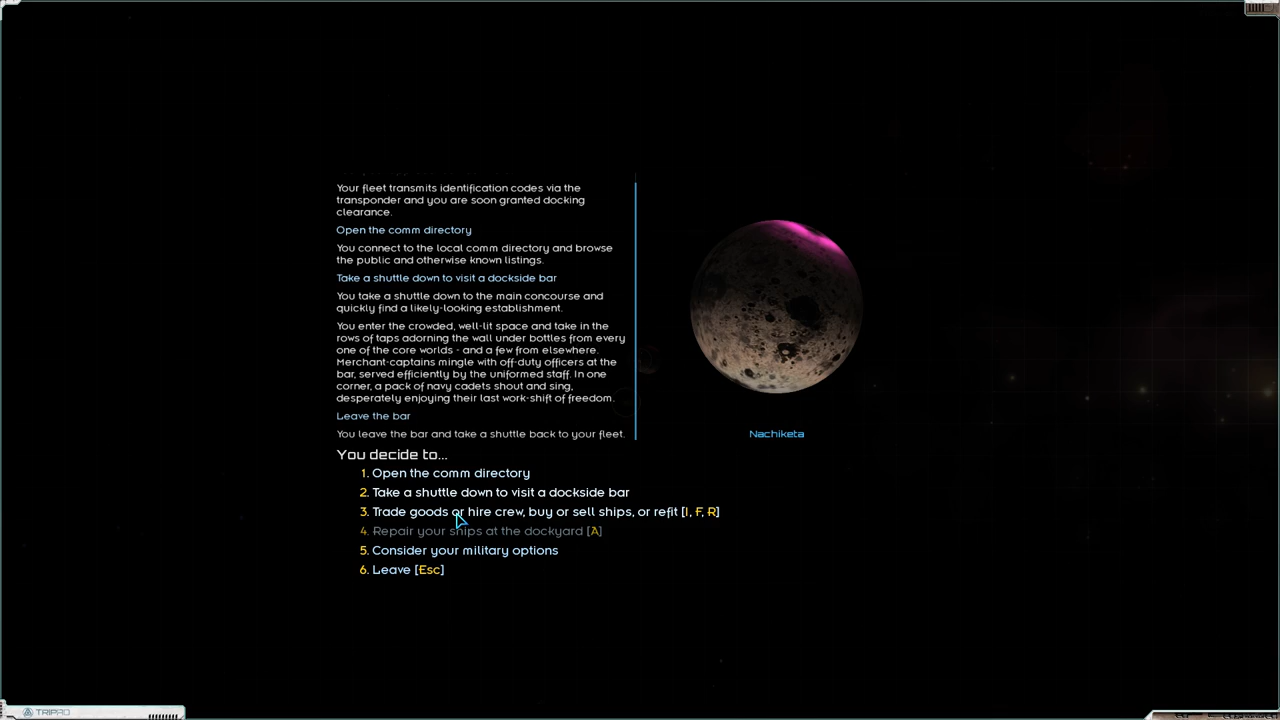 Your fleet transmits identification codes via the
transponder and you are soon granted docking
clearance.
Open the comm directory
You connect to the local comm directory and browse
the public and otherwise known listings.
Take a shuttle down to visit a dockside bar
You take a shuttle down to the main concourse and
quickly find a likely-looking establishment.
You enter the crowded, well-lit space and take in the
rows of taps adorning the wall under bottles from every
one of the core worlds - and a few from elsewhere.
Merchant-captains mingle with off-duty officers at the
bar, served efficiently by the uniformed staff. In one
corner, a pack of navy cadets shout and sing,
desperately enjoying their last work-shift of freedom.
Leave the bar
You leave the bar and take a shuttle back to your fleet.
Nachiketa
You decide to...
1. Open the comm directory
2. Take a shuttle down to visit a dockside bar
3. Trade goods or hire crew, buy or sell ships, or refit [I, F, R]
4. Repair your ships at the dockyard [A]
5. Consider your military options
6. Leave [Esc]
TRIPAD